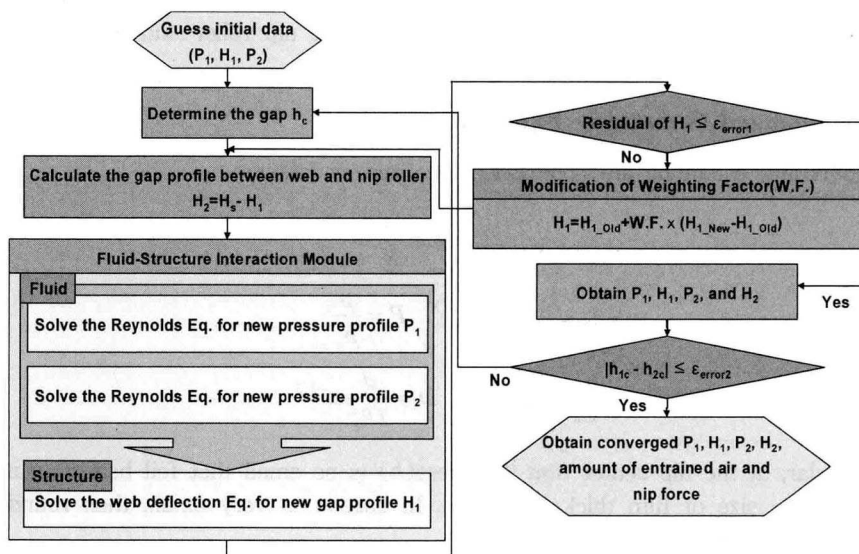 Guess initial data
(P₁, H₁, P₂)
Determine the gap h_c
Calculate the gap profile between web and nip roller
H₂=H_s- H₁
Fluid-Structure Interaction Module
Fluid
Solve the Reynolds Eq. for new pressure profile P₁
Solve the Reynolds Eq. for new pressure profile P₂
Structure
Solve the web deflection Eq. for new gap profile H₁
Residual of H₁ ≤ ε_error1
No
Yes
Modification of Weighting Factor(W.F.)
H₁=H₁_Old+W.F. × (H₁_New-H₁_Old)
Obtain P₁, H₁, P₂, and H₂
|h₁c - h₂c| ≤ ε_error2
No
Yes
Obtain converged P₁, H₁, P₂, H₂,
amount of entrained air and
nip force